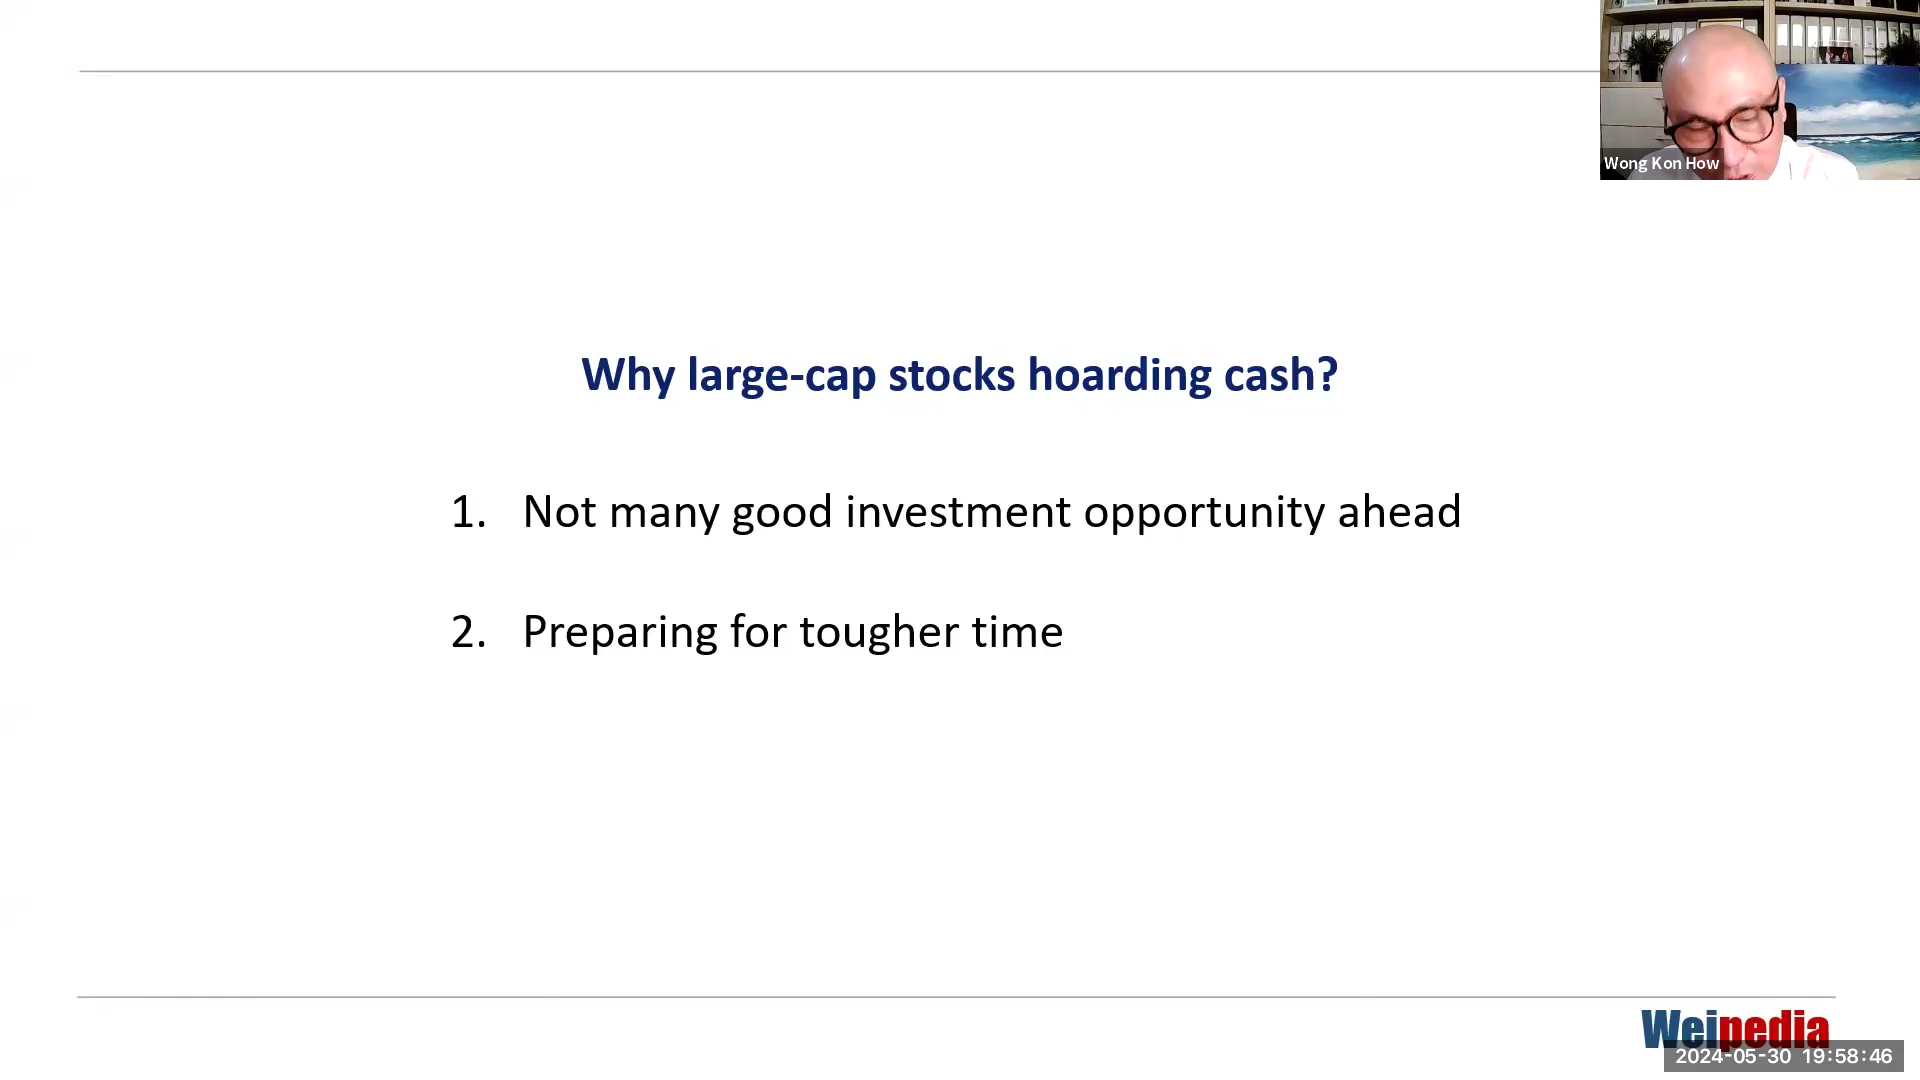 Wong Kon How
Why large-cap stocks hoarding cash?
1. Not many good investment opportunity ahead
2. Preparing for tougher time
Weipedia
2024-05-30 19:58:46